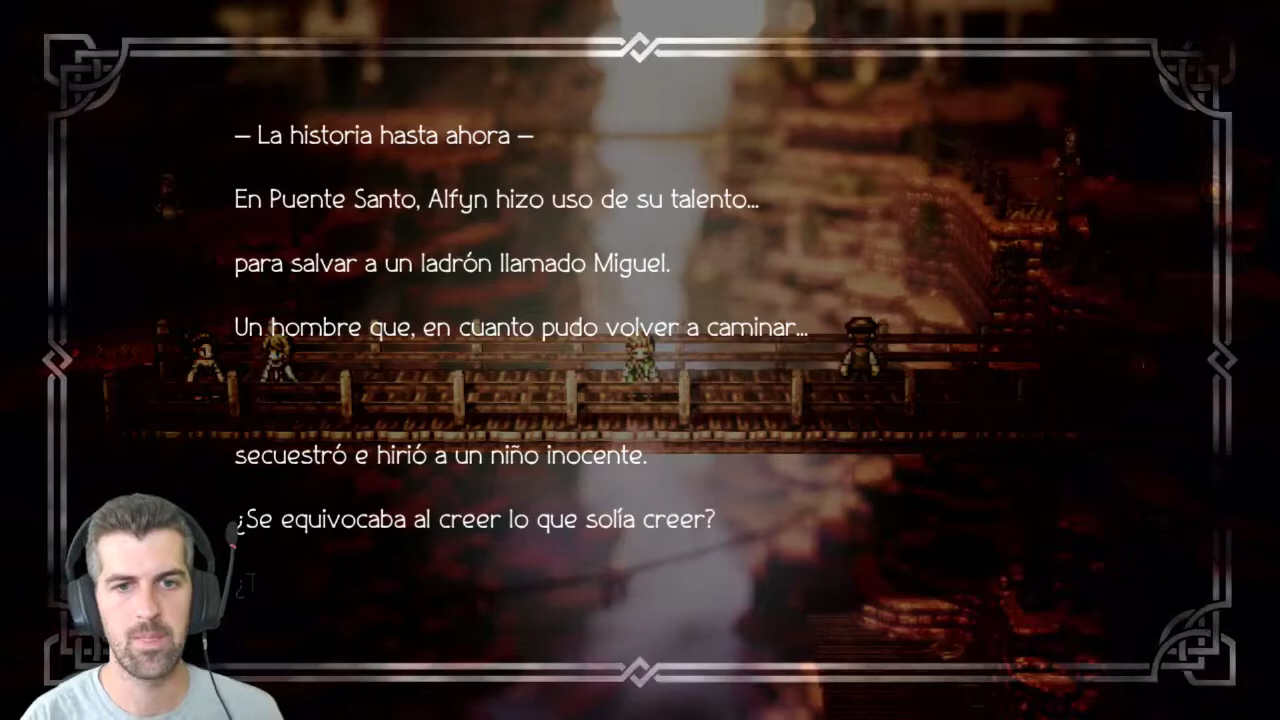 — La historia hasta ahora —
En Puente Santo, Alfyn hizo uso de su talento...
para salvar a un ladrón llamado Miguel.
Un hombre que, en cuanto pudo volver a caminar...
secuestró e hirió a un niño inocente.
¿Se equivocaba al creer lo que solía creer?
¿T